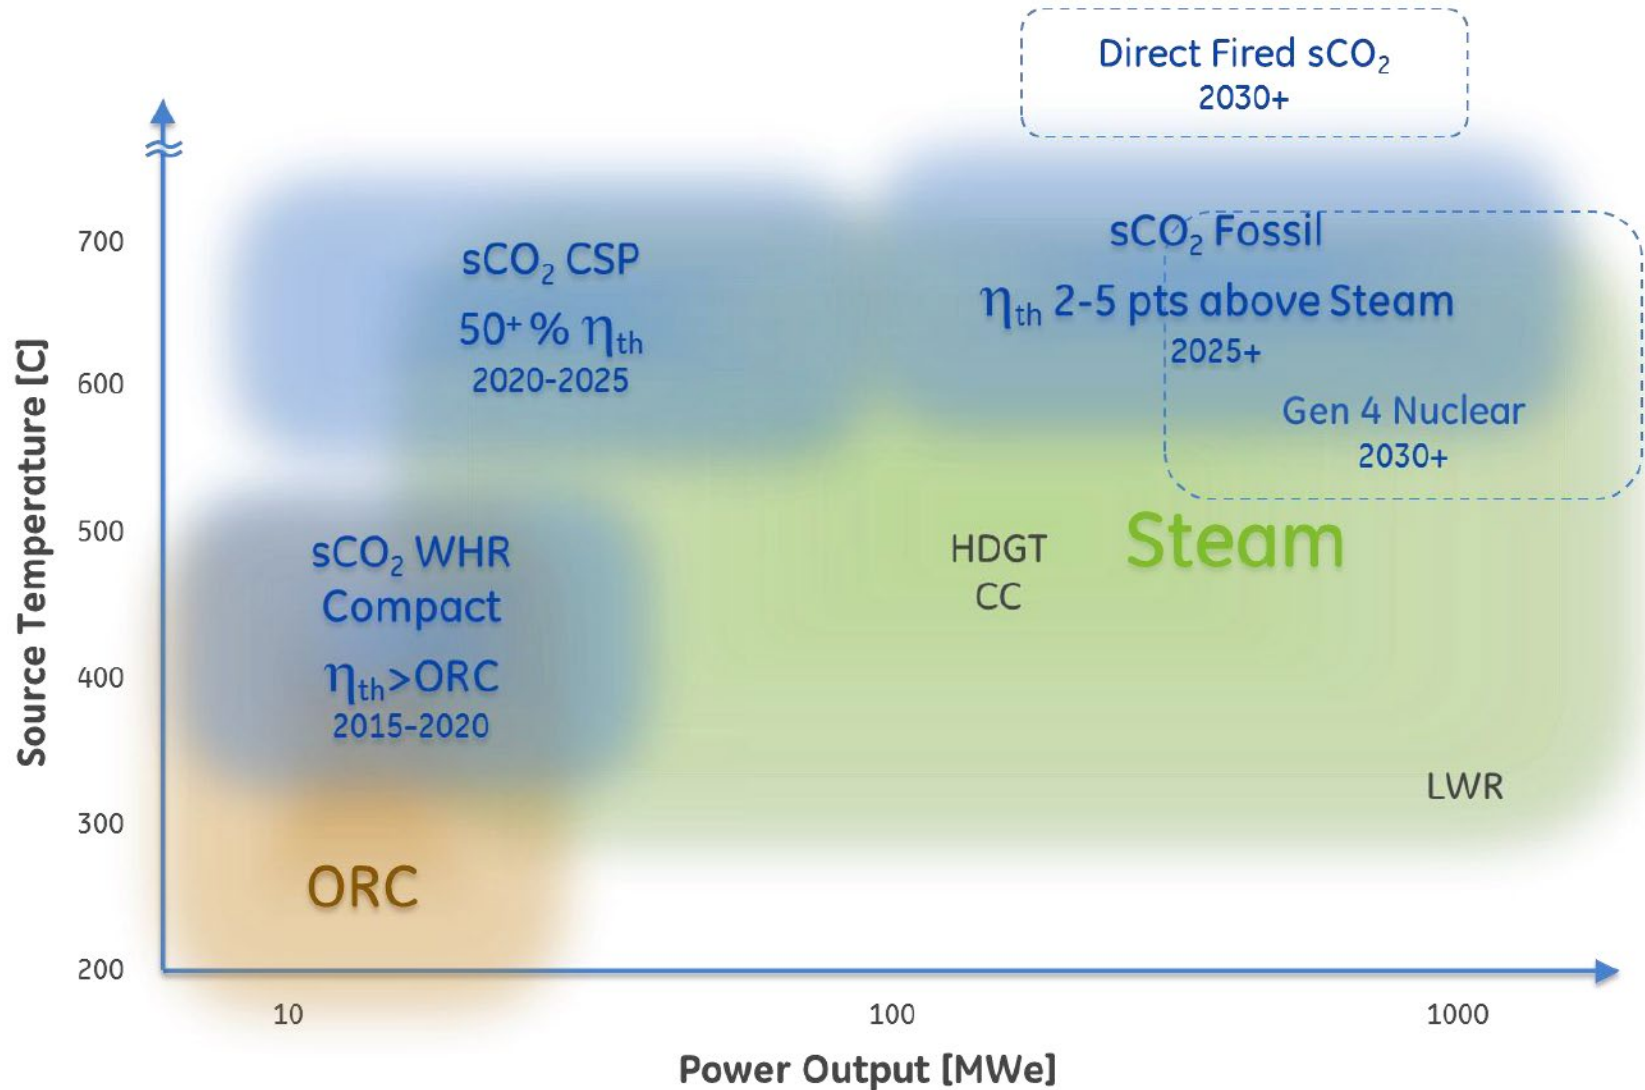 Direct Fired sCO₂
2030+
700
600
500
400
300
200
Source Temperature [C]
sCO₂ CSP
50⁺% ηth
2020-2025
sCO₂ Fossil
ηth 2-5 pts above Steam
2025+
Gen 4 Nuclear
2030+
sCO₂ WHR
Compact
ηth>ORC
2015-2020
HDGT
CC
Steam
LWR
ORC
10
100
1000
Power Output [MWe]